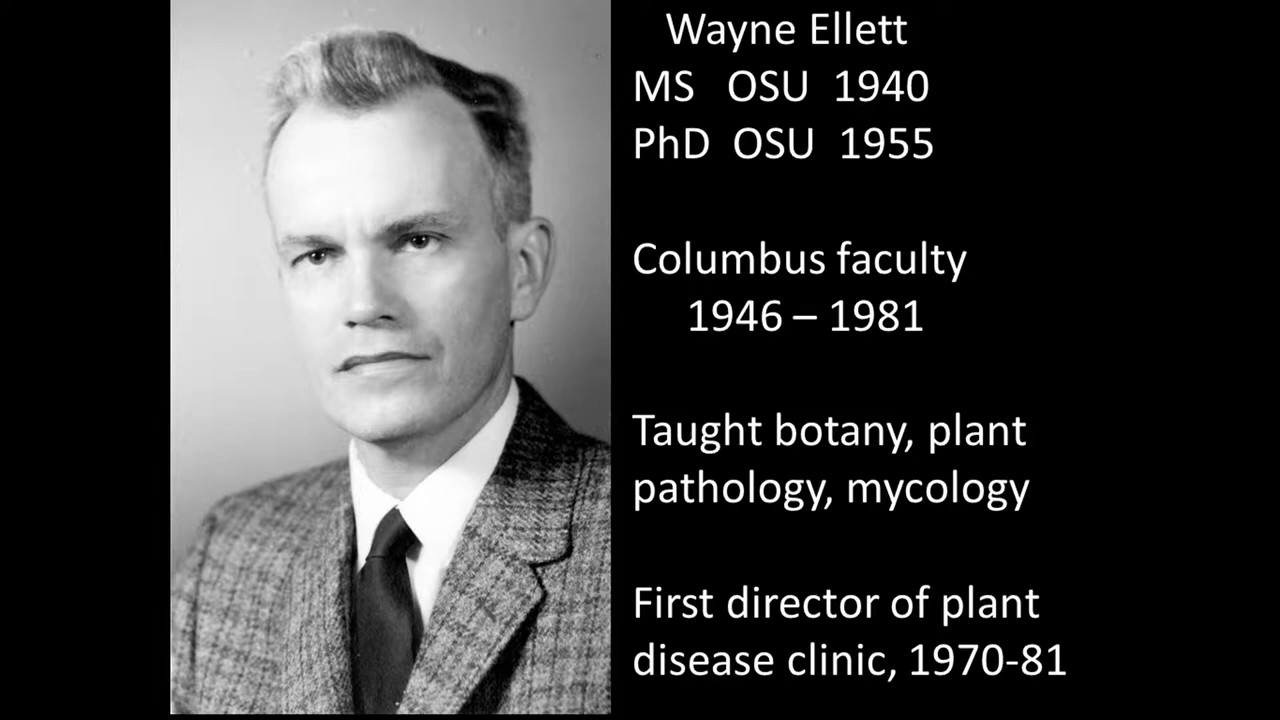 Wayne Ellett
MS OSU 1940
PhD OSU 1955
Columbus faculty
1946 – 1981
Taught botany, plant
pathology, mycology
First director of plant
disease clinic, 1970-81